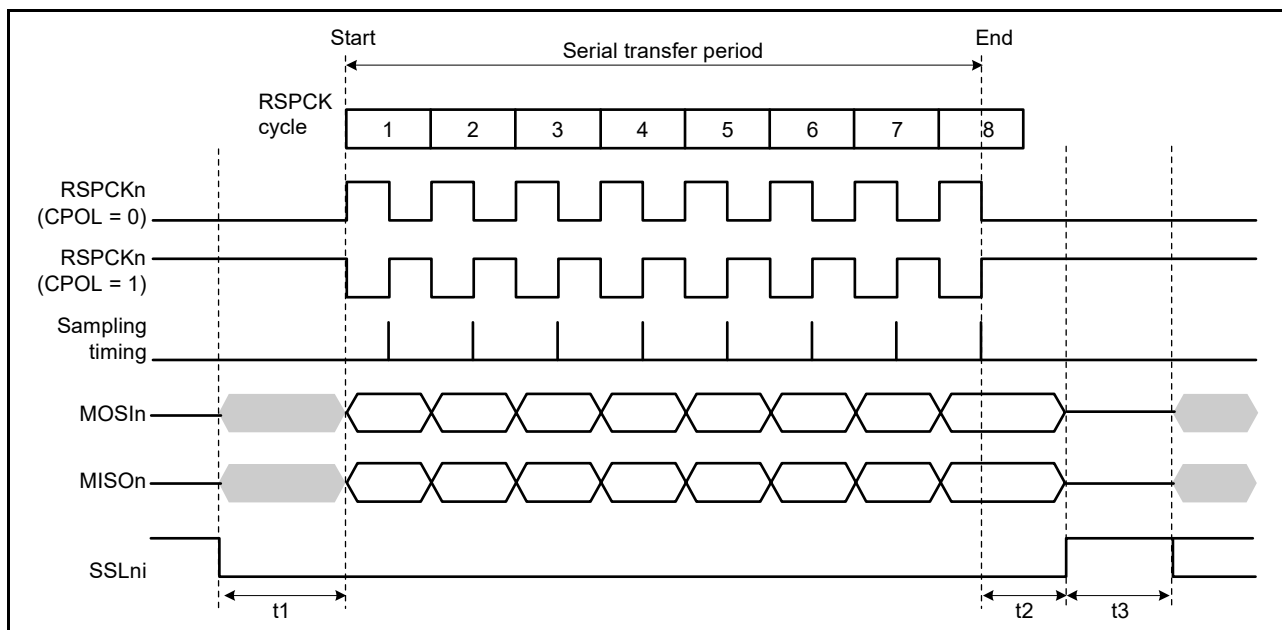 Start
End
Serial transfer period
RSPCK
cycle
1 2 3 4 5 6 7 8
RSPCKn
(CPOL = 0)
RSPCKn
(CPOL = 1)
Sampling
timing
MOSIn
MISOn
SSLni
t1
t2
t3